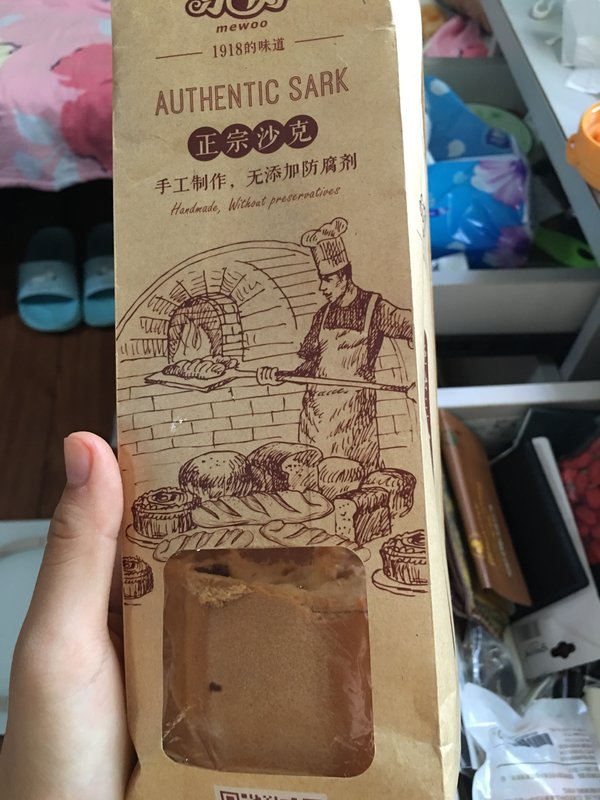 mewoo
1918的味道
AUTHENTIC SARK
正宗沙克
手工制作，无添加防腐剂
Handmade, Without preservatives